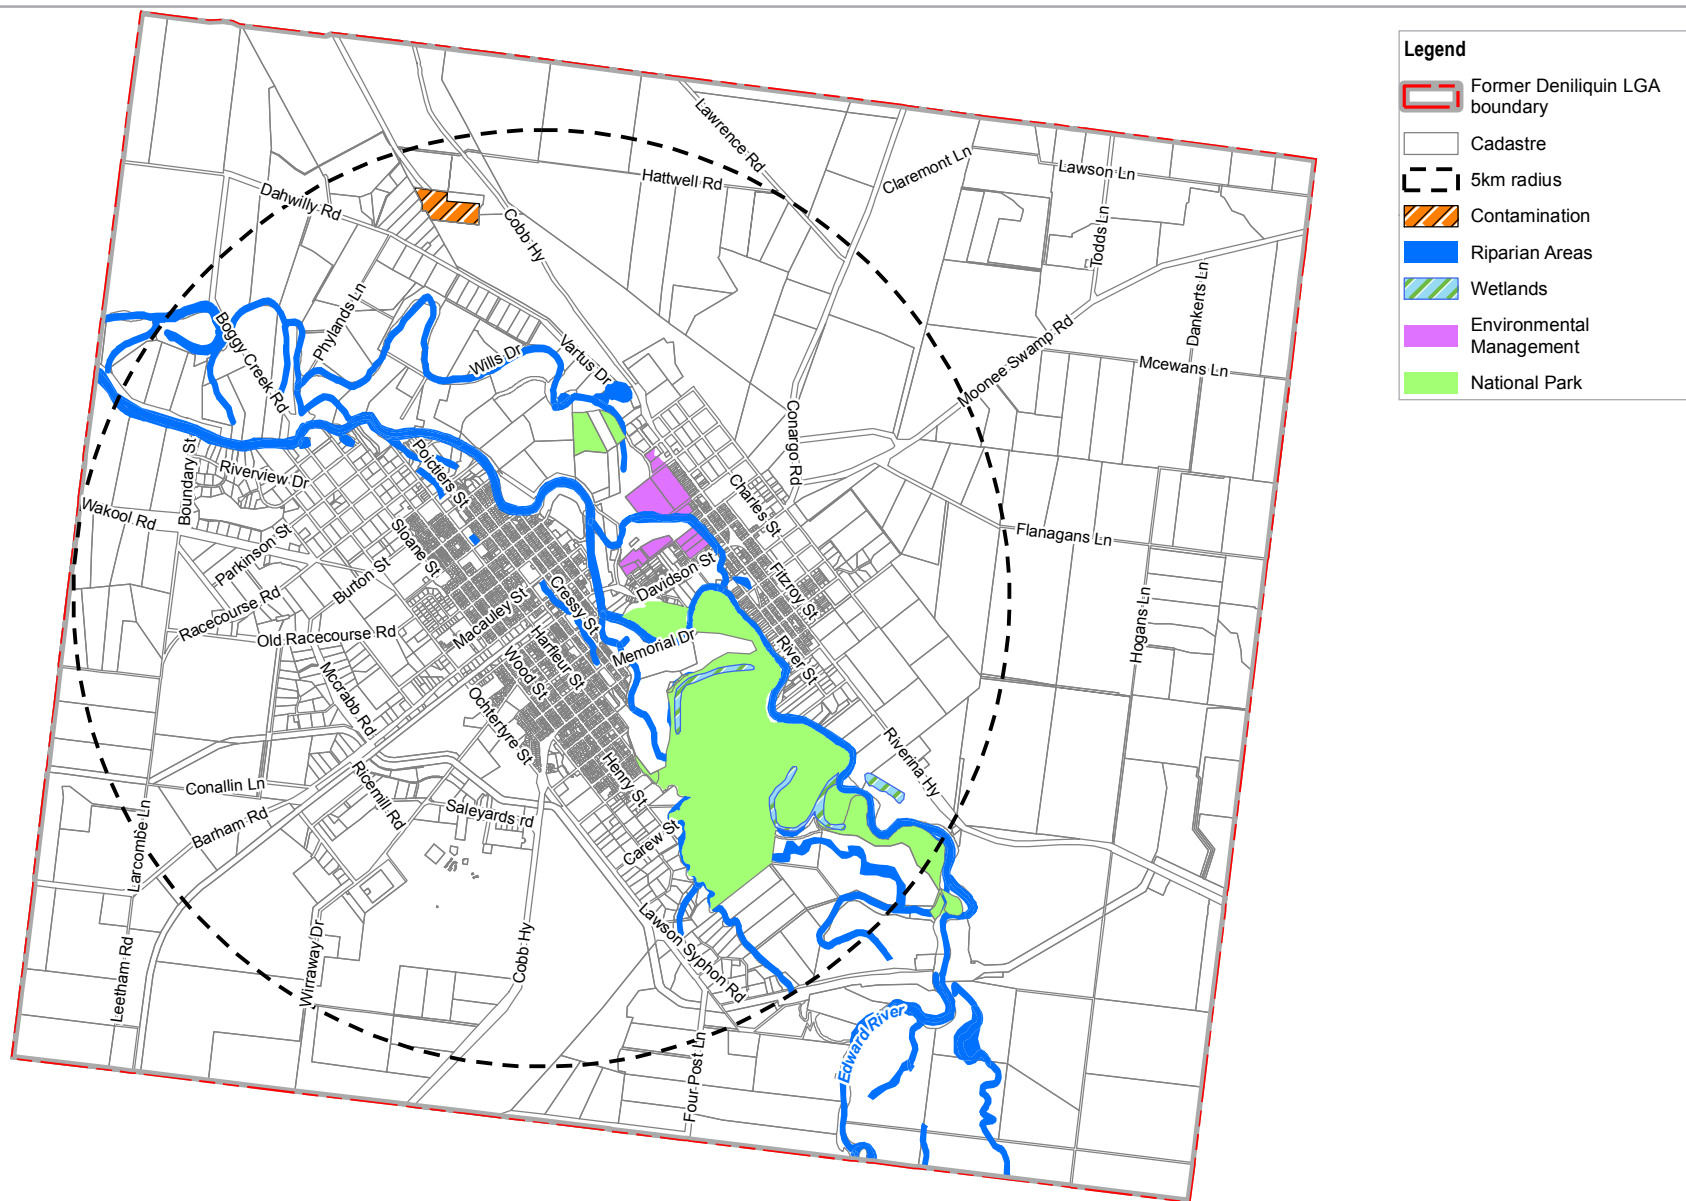 Legend
Former Deniliquin LGA
boundary
Cadastre
5km radius
Contamination
Riparian Areas
Wetlands
Environmental
Management
National Park
Lawrence Rd
Claremont Ln
Lawson Ln
Hattwell Rd
Dahwilly Rd
Cobb Hy
Todds Ln
Dankerts Ln
Phylands Ln
Boggy Creek Rd
Wills Dr
Vartus Dr
Moonee Swamp Rd
Mcewans Ln
Conargo Rd
Poictiers St
Boundary St
Riverview Dr
Charles St
Wakool Rd
Sloane St
Flanagans Ln
Parkinson St
Burton St
Davidson St
Fitzroy St
Racecourse Rd
Cressy St
Macauley St
Hogans Ln
Old Racecourse Rd
Harfleur St
Memorial Dr
River St
Wood St
Mccrabb Rd
Ochtertyre St
Riverina Hy
Henry St
Conallin Ln
Ricemill Rd
Saleyards rd
Barham Rd
Larcombe Ln
Carew St
Lawson Syphon Rd
Wirraway Dr
Cobb Hy
Leetham Rd
Four Post Ln
Edward River